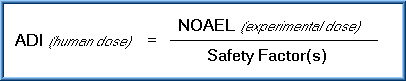 NOAEL (experimental dose)
ADI (human dose) =
Safety Factor(s)